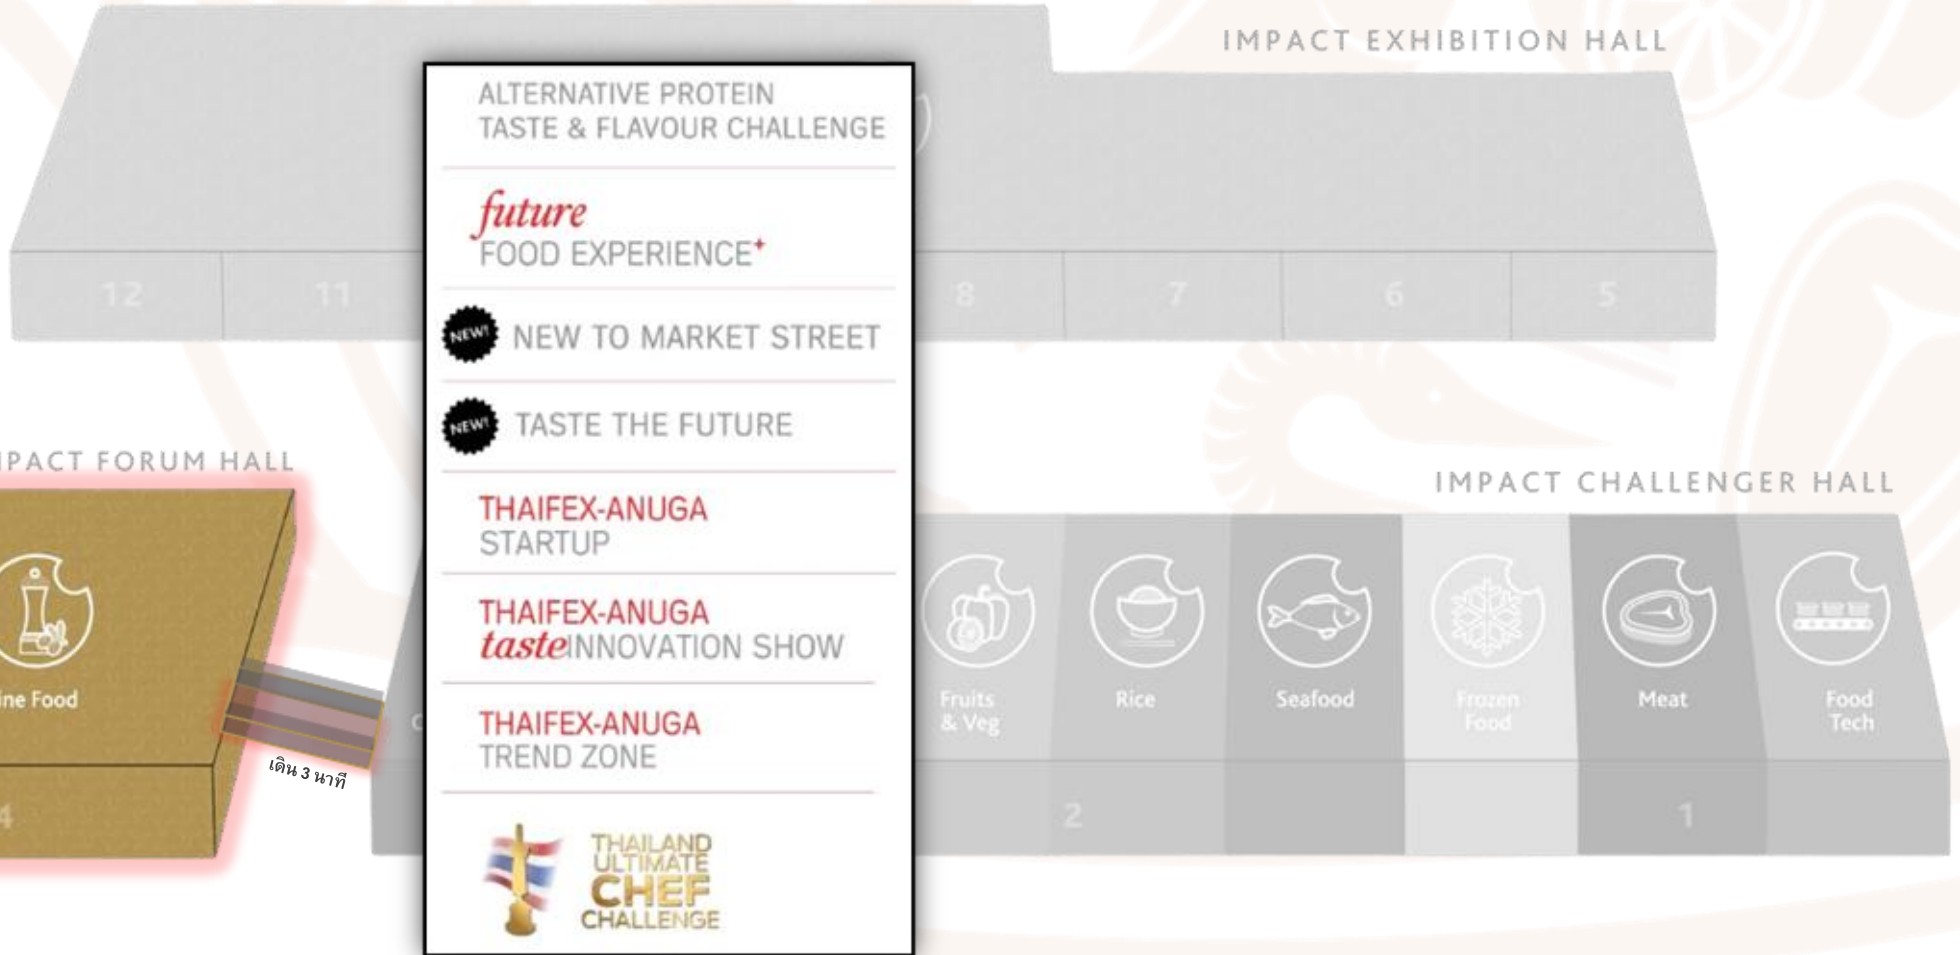 IMPACT EXHIBITION HALL
ALTERNATIVE PROTEIN
TASTE & FLAVOUR CHALLENGE
future
FOOD EXPERIENCE+
12
11
8
7
6
5
NEW!
NEW TO MARKET STREET
NEW!
TASTE THE FUTURE
FORUM HALL
IMPACT CHALLENGER HALL
THAIFEX-ANUGA
STARTUP
THAIFEX-ANUGA
taste INNOVATION SHOW
THAIFEX-ANUGA
TREND ZONE
THAILAND
ULTIMATE
CHEF
CHALLENGE
Food
เดิน 3 นาที
4
Fruits
& Veg
Rice
Seafood
Frozen
Food
Meat
Food
Tech
2
1